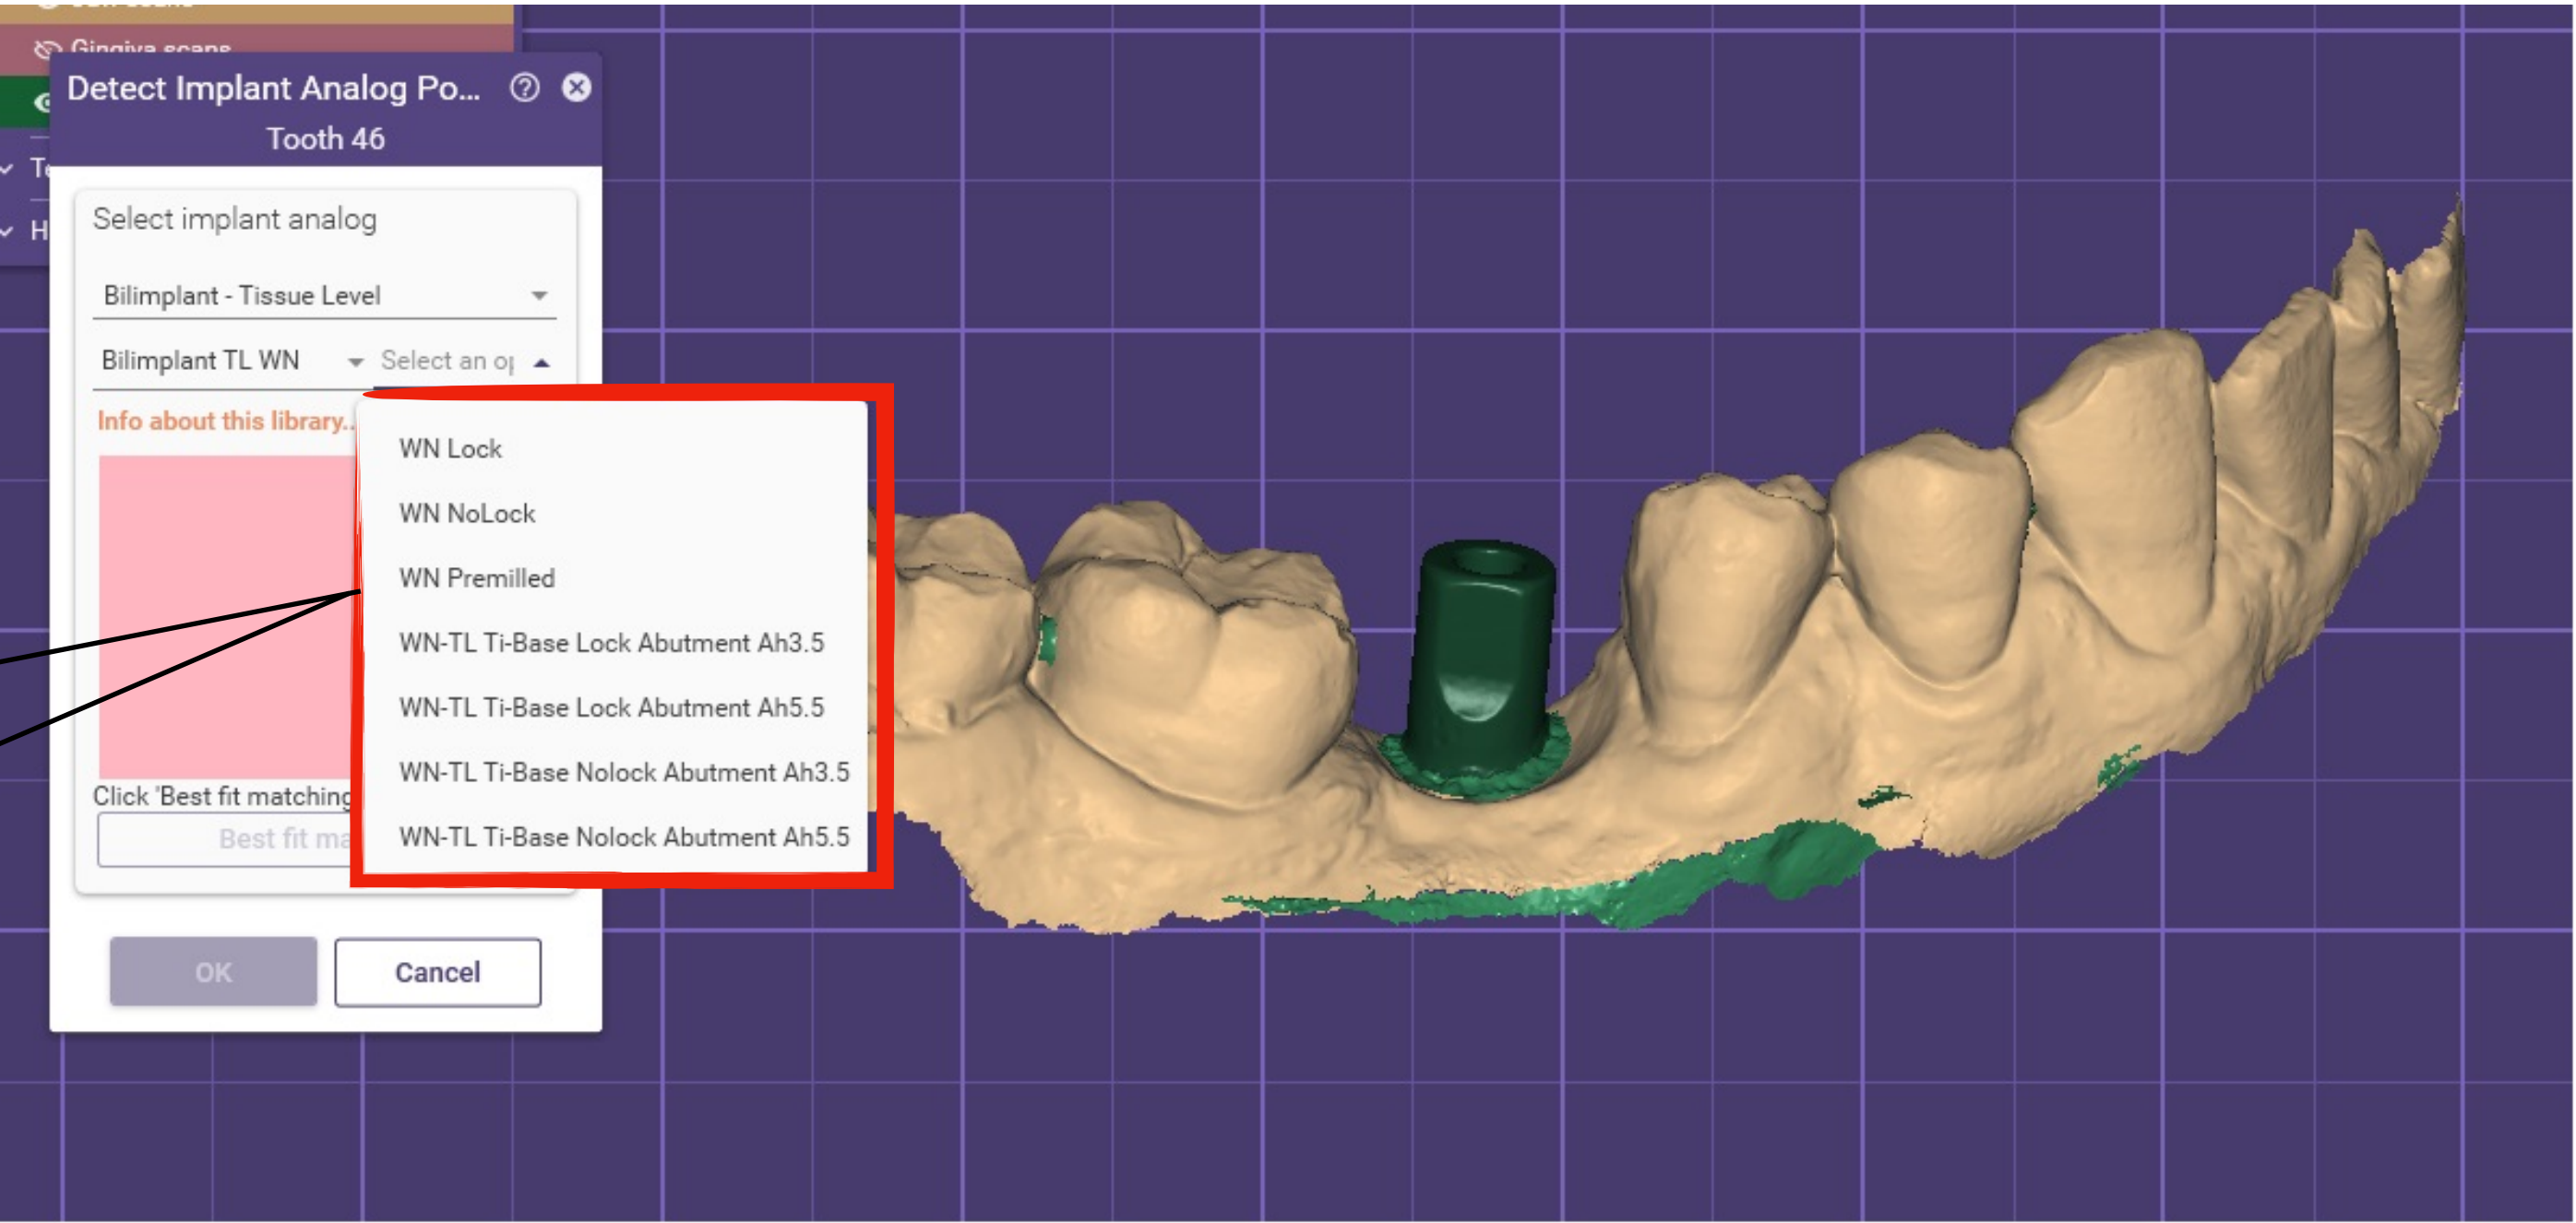 Gingiva scans
Detect Implant Analog Po...
Tooth 46
Select implant analog
Bilimplant - Tissue Level
Bilimplant TL WN
Select an
Info about this library..
WN Lock
WN NoLock
WN Premilled
WN-TL Ti-Base Lock Abutment Ah3.5
WN-TL Ti-Base Lock Abutment Ah5.5
WN-TL Ti-Base Nolock Abutment Ah3.5
WN-TL Ti-Base Nolock Abutment Ah5.5
Click 'Best fit matching
Best fit
OK
Cancel